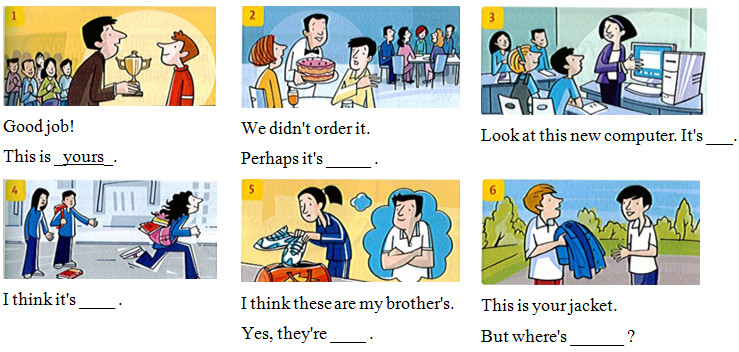 1
Good job!
This is _yours_.
2
We didn't order it.
Perhaps it's _____ .
3
Look at this new computer. It's ___.
4
I think it's ____ .
5
I think these are my brother's.
Yes, they're ____ .
6
This is your jacket.
But where's ______ ?